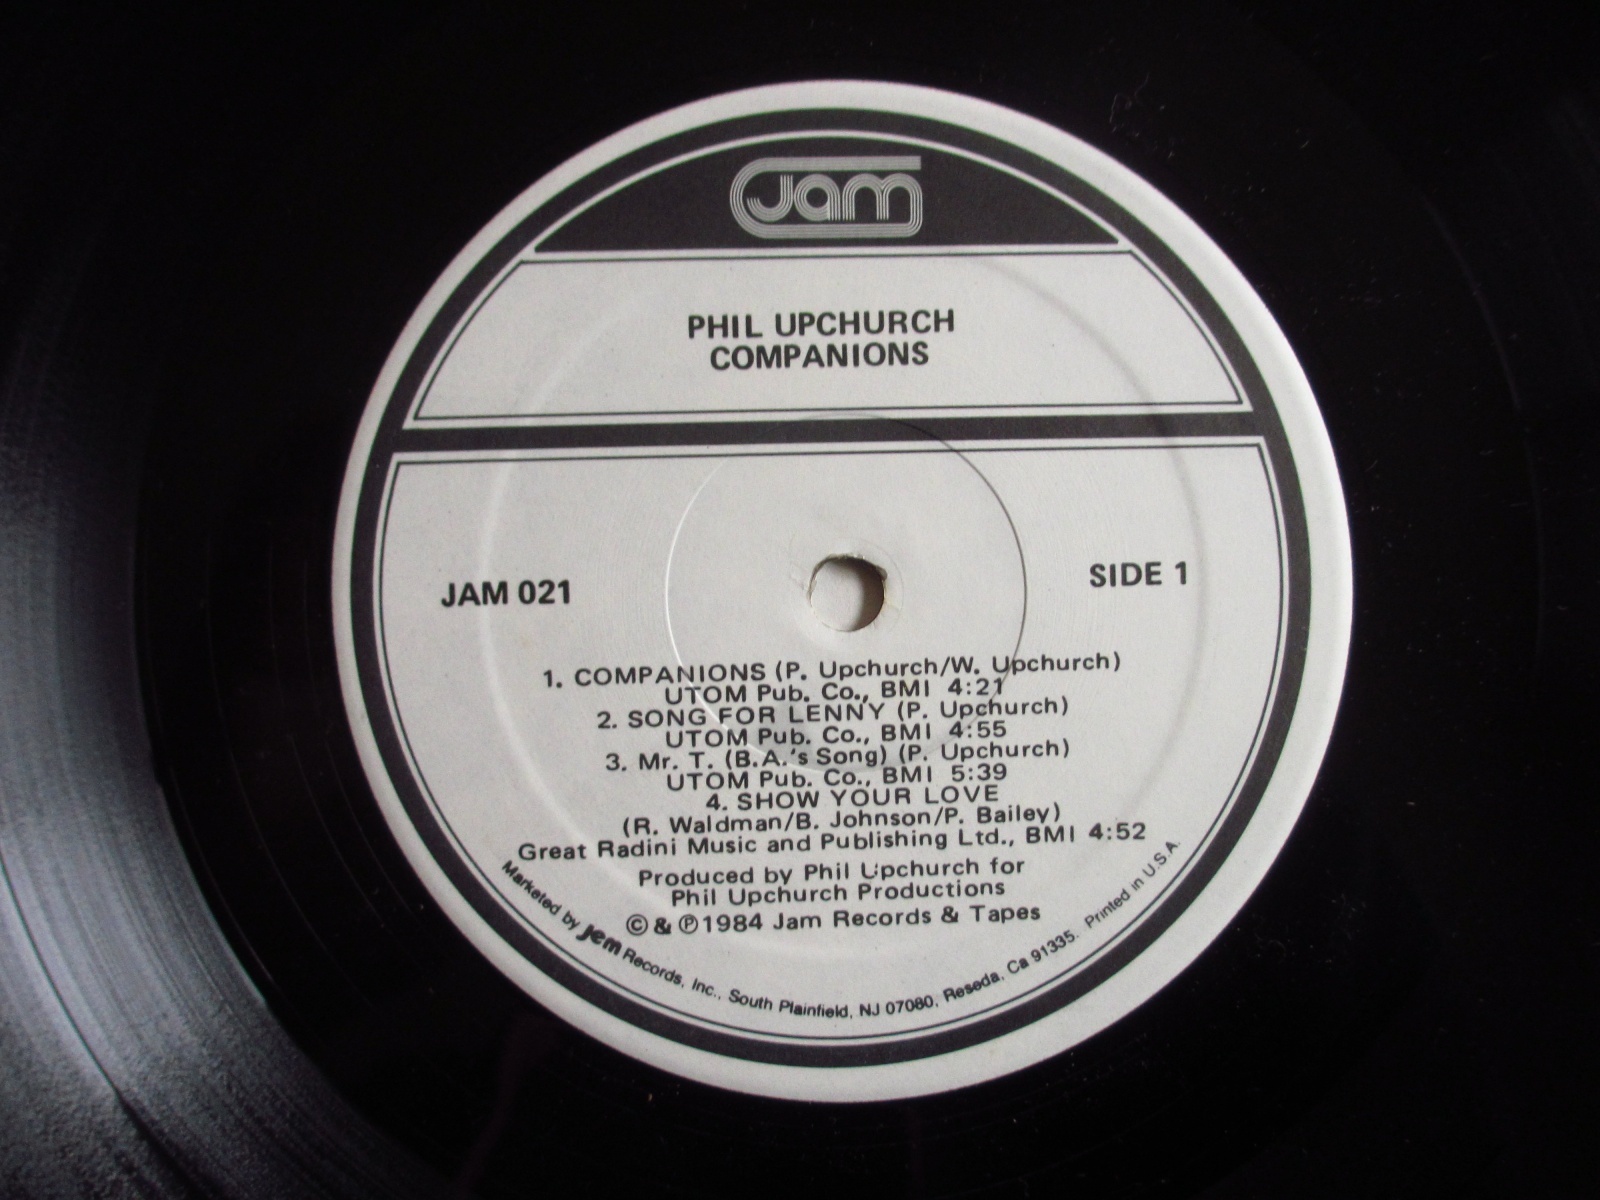 Jam
PHIL UPCHURCH
COMPANIONS
JAM 021
SIDE 1
1. COMPANIONS (P. Upchurch/W. Upchurch)
UTOM Pub. Co., BMI 4:21
2. SONG FOR LENNY (P. Upchurch)
UTOM Pub. Co., BMI 4:55
3. Mr. T. (B.A.'s Song) (P. Upchurch)
UTOM Pub. Co., BMI 5:39
4. SHOW YOUR LOVE
(R. Waldman/B. Johnson/P. Bailey)
Great Radini Music and Publishing Ltd., BMI 4:52
Produced by Phil Upchurch for
Phil Upchurch Productions
© & ℗ 1984 Jam Records & Tapes
Marketed by jem Records, Inc., South Plainfield, NJ 07080, Reseda, Ca 91335. Printed in U.S.A.